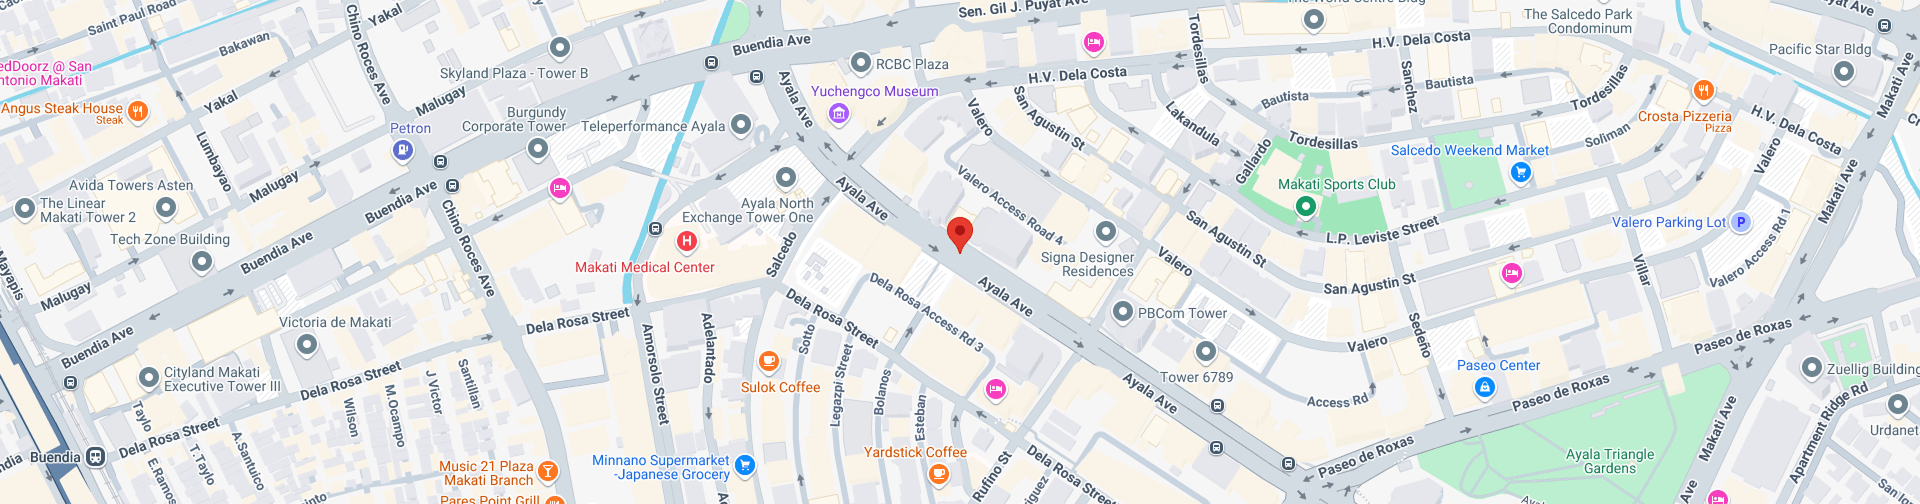 Saint Paul Road
Bakawan
Yakal
Chino Roces Ave
edDoorz @ San
ntonio Makati
Angus Steak House
Steak
Yakal
Malugay
Skyland Plaza - Tower B
Burgundy
Corporate Tower
Petron
Lumbayao
Malugay
Avida Towers Asten
The Linear
Makati Tower 2
Tech Zone Building
Buendia Ave
Buendia Ave
Malugay
Mayapis
Buendia Ave
Chino Roces Ave
Victoria de Makati
Cityland Makati
Executive Tower III
Dela Rosa Street
Dela Rosa Street
Buendia
Taylo
T.Taylo
E.Ramos
A.Santuico
Wilson
M.Ocampo
J Victor
Santillan
Dela Rosa Street
Music 21 Plaza
Makati Branch
Pares Point Grill
Buendia Ave
Sen. Gil J. Puyat Ave
Ayala Ave
RCBC Plaza
Yuchengco Museum
Teleperformance Ayala
Ayala North
Exchange Tower One
Ayala Ave
Salcedo
Makati Medical Center
Amorsolo Street
Adelantado
Sulok Coffee
Sotto
Legazpi Street
Bolanos
Esteban
Dela Rosa Street
Dela Rosa Access Rd 3
Minnano Supermarket
-Japanese Grocery
Yardstick Coffee
Rufino St
Dela Rosa Street
Ayala Ave
Ayala Ave
Valero
H.V. Dela Costa
San Agustin St
Valero Access Road 4
Signa Designer
Residences
PBCom Tower
Tower 6789
Valero
San Agustin St
Lakandula
Tordesillas
Gallardo
Bautista
Bautista
Sanchez
H.V. Dela Costa
The Salcedo Park
Condominium
Tordesillas
Tordesillas
Soliman
Salcedo Weekend Market
Makati Sports Club
L.P. Leviste Street
San Agustin St
Valero
Sedeño
Access Rd
Paseo Center
Paseo de Roxas
Paseo de Roxas
Paseo de Roxas
Villar
Valero Parking Lot
Valero Access Rd 1
Valero
H.V. Dela Costa
Crosta Pizzeria
Pizza
Pacific Star Bldg
Makati Ave
Makati Ave
Makati Ave
Ayala Triangle
Gardens
Zuellig Building
Apartment Ridge Rd
Urdanet